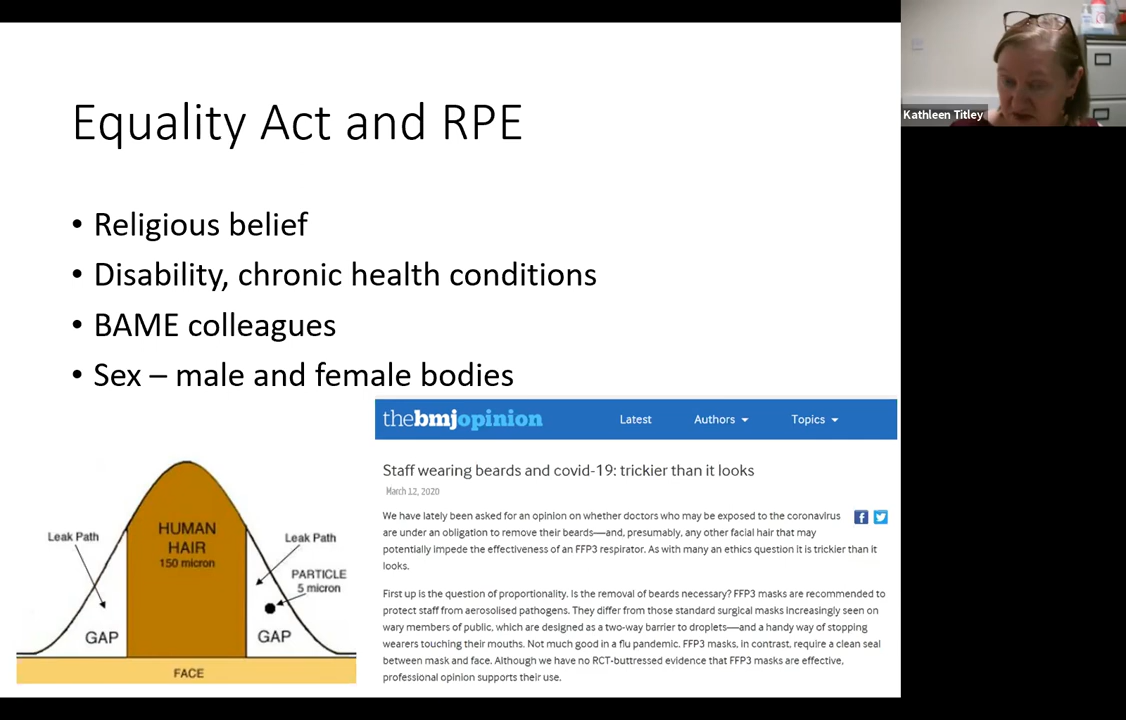 Equality Act and RPE
• Religious belief
• Disability, chronic health conditions
• BAME colleagues
• Sex – male and female bodies
Kathleen Titley
thebmjopinion
Latest
Authors
Topics
Staff wearing beards and covid-19: trickier than it looks
March 12, 2020
We have lately been asked for an opinion on whether doctors who may be exposed to the coronavirus
are under an obligation to remove their beards—and, presumably, any other facial hair that may
potentially impede the effectiveness of an FFP3 respirator. As with many an ethics question it is trickier than it
looks.
First up is the question of proportionality. Is the removal of beards necessary? FFP3 masks are recommended to
protect staff from aerosolised pathogens. They differ from those standard surgical masks increasingly seen on
wary members of public, which are designed as a two-way barrier to droplets—and a handy way of stopping
wearers touching their mouths. Not much good in a flu pandemic. FFP3 masks, in contrast, require a clean seal
between mask and face. Although we have no RCT-buttressed evidence that FFP3 masks are effective,
professional opinion supports their use.
Leak Path
HUMAN
HAIR
150 micron
Leak Path
PARTICLE
5 micron
GAP
GAP
FACE